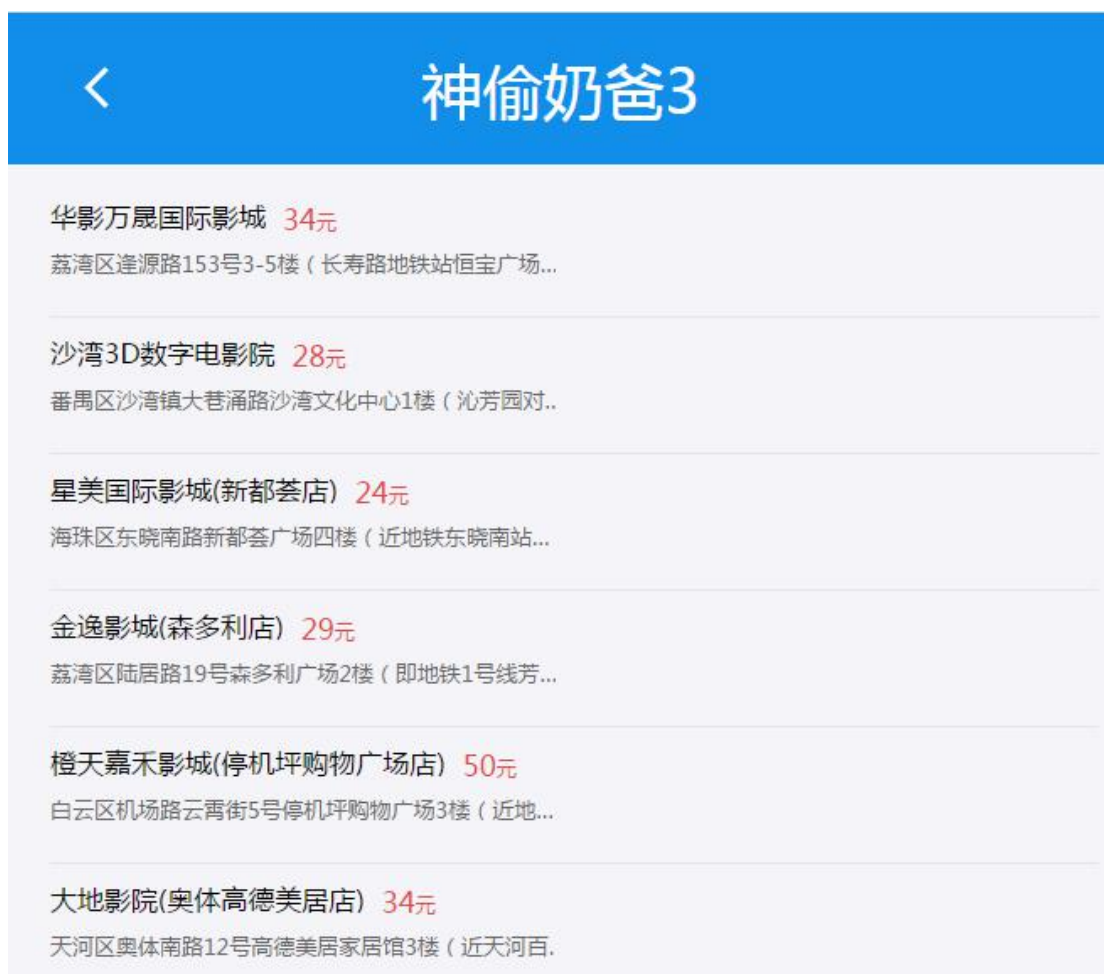 神偷奶爸3
华影万晟国际影城 34元
荔湾区逢源路153号3-5楼（长寿路地铁站恒宝广场...
沙湾3D数字电影院 28元
番禺区沙湾镇大巷涌路沙湾文化中心1楼（沁芳园对..
星美国际影城(新都荟店) 24元
海珠区东晓南路新都荟广场四楼（近地铁东晓南站...
金逸影城(森多利店) 29元
荔湾区陆居路19号森多利广场2楼（即地铁1号线芳...
橙天嘉禾影城(停机坪购物广场店) 50元
白云区机场路云霄街5号停机坪购物广场3楼（近地...
大地影院(奥体高德美居店) 34元
天河区奥体南路12号高德美居家居馆3楼（近天河百.